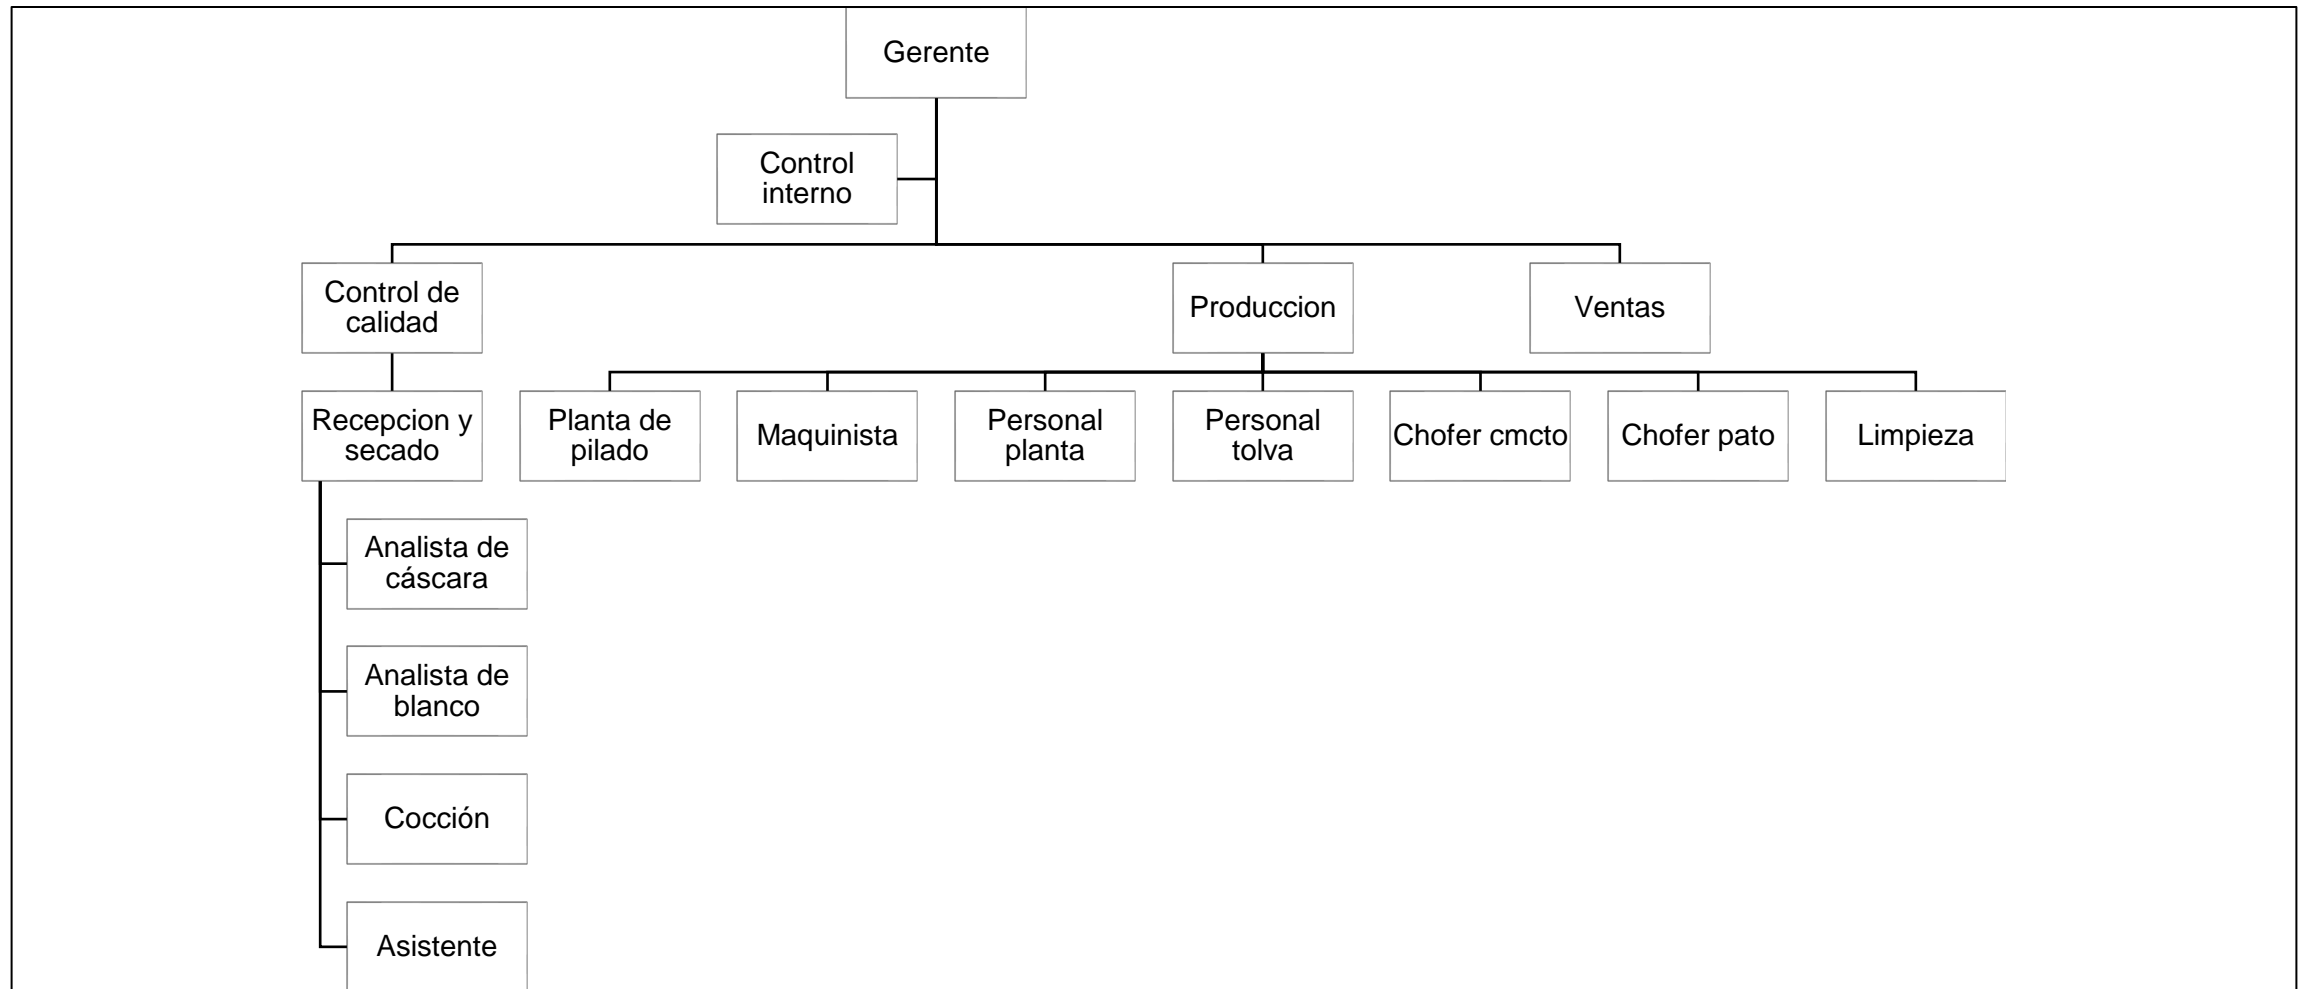 Gerente
Control
interno
Control de
calidad
Produccion
Ventas
Recepcion y
secado
Planta de
pilado
Maquinista
Personal
planta
Personal
tolva
Chofer cmcto
Chofer pato
Limpieza
Analista de
cáscara
Analista de
blanco
Cocción
Asistente